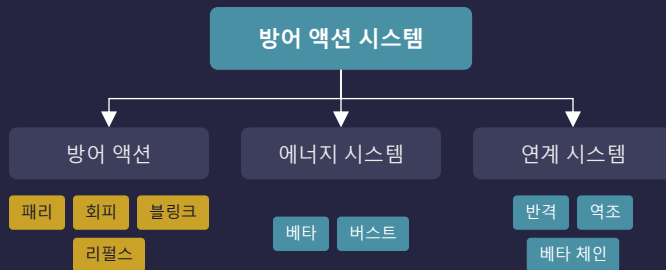 방어 액션 시스템
방어 액션
에너지 시스템
연계 시스템
패리
회피
블링크
리펄스
베타
버스트
반격
역조
베타 체인